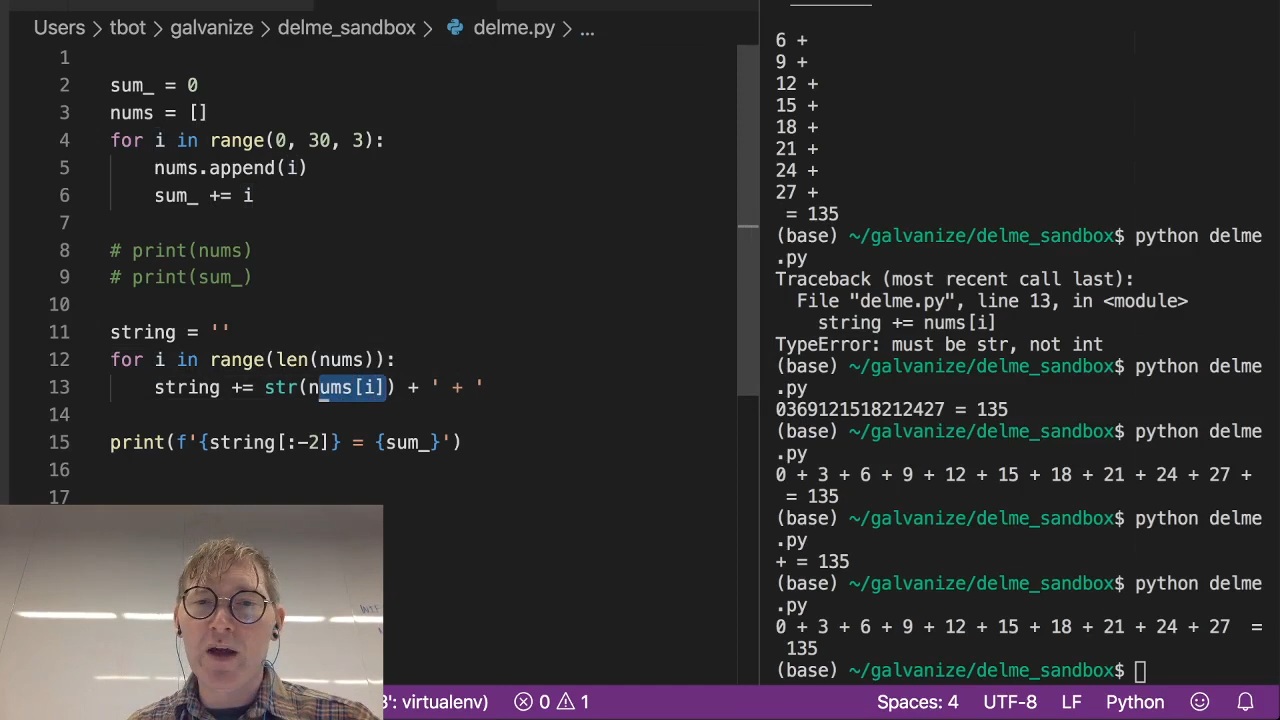 Users > tbot > galvanize > delme_sandbox > delme.py > ...
1
2 sum_ = 0
3 nums = []
4 for i in range(0, 30, 3):
5 nums.append(i)
6 sum_ += i
7
8 # print(nums)
9 # print(sum_)
10
11 string = ''
12 for i in range(len(nums)):
13 string += str(nums[i]) + ' + '
14
15 print(f'{string[:-2]} = {sum_}')
16
17
6 +
9 +
12 +
15 +
18 +
21 +
24 +
27 +
= 135
(base) ~/galvanize/delme_sandbox$ python delme
.py
Traceback (most recent call last):
File "delme.py", line 13, in <module>
string += nums[i]
TypeError: must be str, not int
(base) ~/galvanize/delme_sandbox$ python delme
.py
0369121518212427 = 135
(base) ~/galvanize/delme_sandbox$ python delme
.py
0 + 3 + 6 + 9 + 12 + 15 + 18 + 21 + 24 + 27 +
= 135
(base) ~/galvanize/delme_sandbox$ python delme
.py
+ = 135
(base) ~/galvanize/delme_sandbox$ python delme
.py
0 + 3 + 6 + 9 + 12 + 15 + 18 + 21 + 24 + 27 =
135
(base) ~/galvanize/delme_sandbox$
3': virtualenv) 0 1 Spaces: 4 UTF-8 LF Python